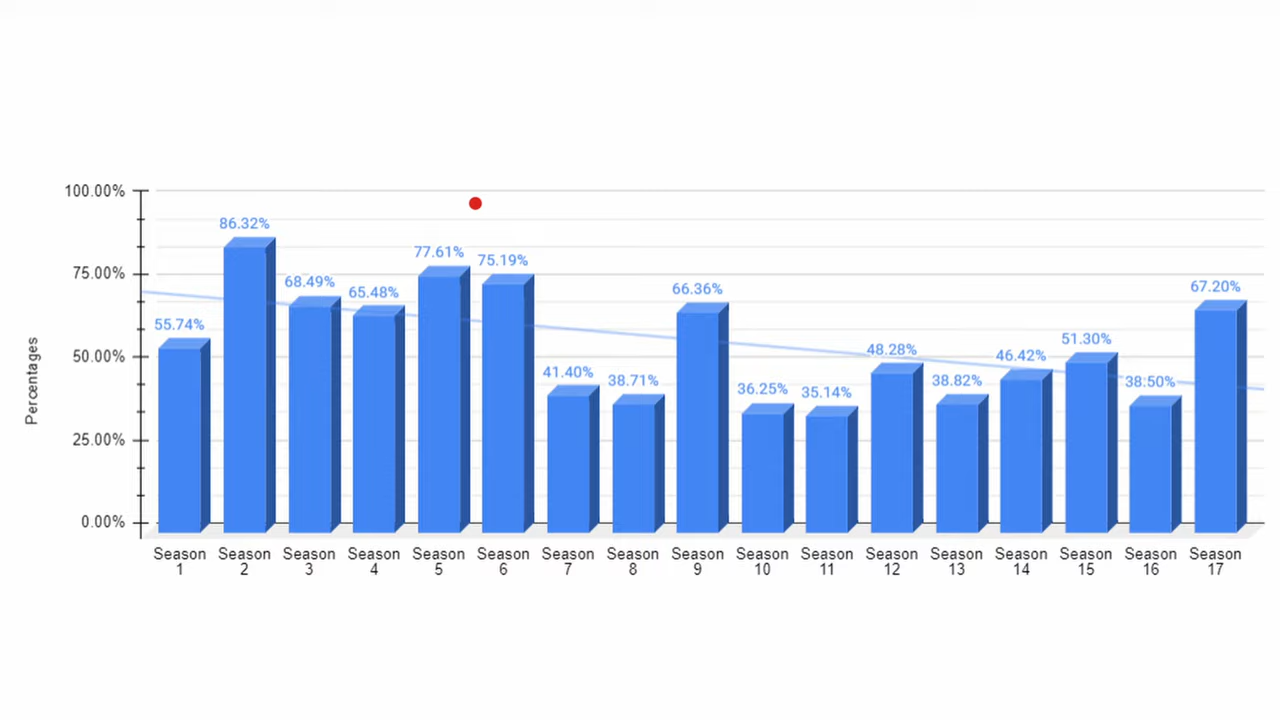 100.00%
75.00%
50.00%
25.00%
0.00%
Percentages
55.74%
86.32%
68.49%
65.48%
77.61%
75.19%
41.40%
38.71%
66.36%
36.25%
35.14%
48.28%
38.82%
46.42%
51.30%
38.50%
67.20%
Season
1
Season
2
Season
3
Season
4
Season
5
Season
6
Season
7
Season
8
Season
9
Season
10
Season
11
Season
12
Season
13
Season
14
Season
15
Season
16
Season
17